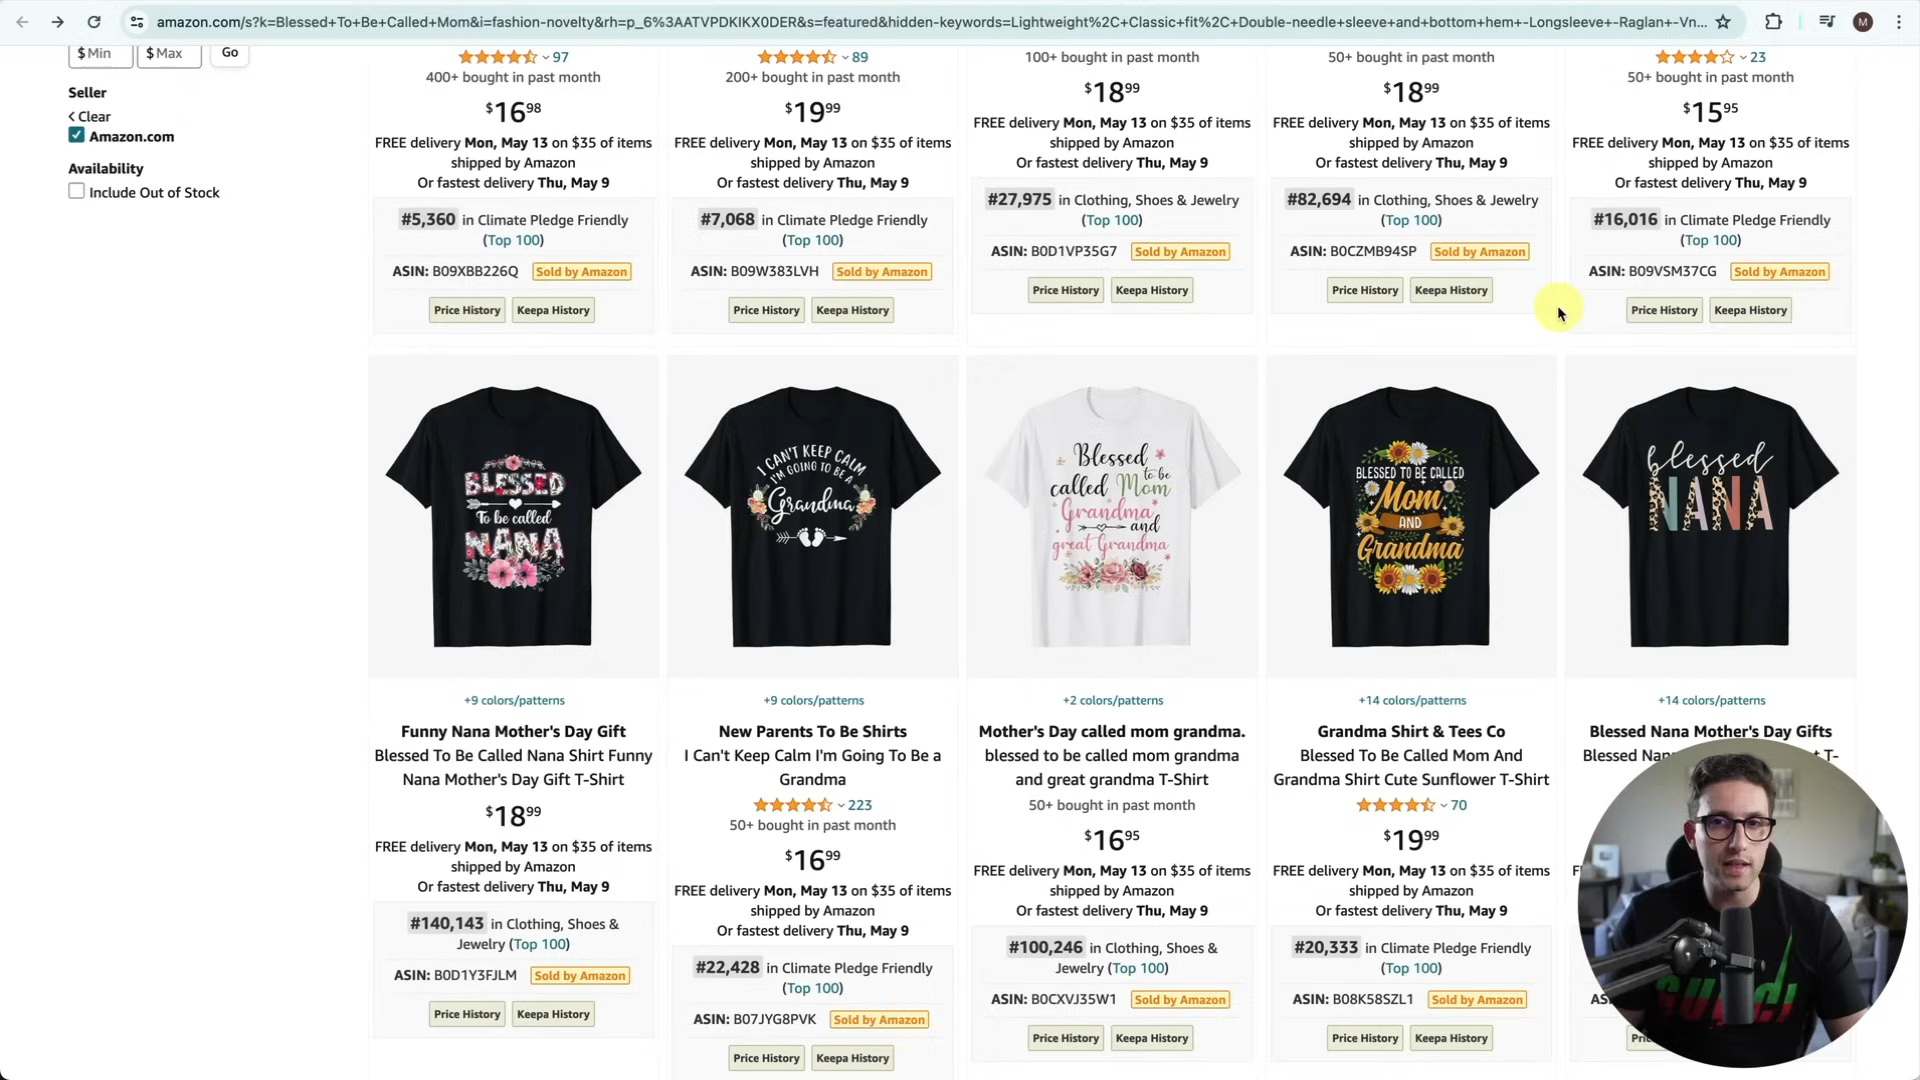 amazon.com/s?k=Blessed+To+Be+Called+Mom&i=fashion-novelty&rh=p_6%3AATVPDKIKX0DER&s=featured&hidden-keywords=Lightweight%2C+Classic+fit%2C+Double-needle+sleeve+and+bottom+hem+-Longsleeve+-Raglan+-Vn...
M
$ Min
$ Max
Go
Seller
Clear
Amazon.com
Availability
Include Out of Stock
97
400+ bought in past month
$1698
FREE delivery Mon, May 13 on $35 of items
shipped by Amazon
Or fastest delivery Thu, May 9
#5,360 in Climate Pledge Friendly
(Top 100)
ASIN: B09XBB226Q Sold by Amazon
Price History Keepa History
89
200+ bought in past month
$1999
FREE delivery Mon, May 13 on $35 of items
shipped by Amazon
Or fastest delivery Thu, May 9
#7,068 in Climate Pledge Friendly
(Top 100)
ASIN: B09W383LVH Sold by Amazon
Price History Keepa History
100+ bought in past month
$1899
FREE delivery Mon, May 13 on $35 of items
shipped by Amazon
Or fastest delivery Thu, May 9
#27,975 in Clothing, Shoes & Jewelry
(Top 100)
ASIN: B0D1VP35G7 Sold by Amazon
Price History Keepa History
50+ bought in past month
$1899
FREE delivery Mon, May 13 on $35 of items
shipped by Amazon
Or fastest delivery Thu, May 9
#82,694 in Clothing, Shoes & Jewelry
(Top 100)
ASIN: B0CZMB94SP Sold by Amazon
Price History Keepa History
23
50+ bought in past month
$1595
FREE delivery Mon, May 13 on $35 of items
shipped by Amazon
Or fastest delivery Thu, May 9
#16,016 in Climate Pledge Friendly
(Top 100)
ASIN: B09VSM37CG Sold by Amazon
Price History Keepa History
BLESSED
To be called
NANA
+9 colors/patterns
Funny Nana Mother's Day Gift
Blessed To Be Called Nana Shirt Funny
Nana Mother's Day Gift T-Shirt
$1899
FREE delivery Mon, May 13 on $35 of items
shipped by Amazon
Or fastest delivery Thu, May 9
#140,143 in Clothing, Shoes &
Jewelry (Top 100)
ASIN: B0D1Y3FJLM Sold by Amazon
Price History Keepa History
I CAN'T KEEP CALM
I'M GOING TO BE A
Grandma
+9 colors/patterns
New Parents To Be Shirts
I Can't Keep Calm I'm Going To Be a
Grandma
223
50+ bought in past month
$1699
FREE delivery Mon, May 13 on $35 of items
shipped by Amazon
Or fastest delivery Thu, May 9
#22,428 in Climate Pledge Friendly
(Top 100)
ASIN: B07JYG8PVK Sold by Amazon
Price History Keepa History
Blessed
to be
called Mom
Grandma
and
great Grandma
+2 colors/patterns
Mother's Day called mom grandma.
blessed to be called mom grandma
and great grandma T-Shirt
50+ bought in past month
$1695
FREE delivery Mon, May 13 on $35 of items
shipped by Amazon
Or fastest delivery Thu, May 9
#100,246 in Clothing, Shoes &
Jewelry (Top 100)
ASIN: B0CXVJ35W1 Sold by Amazon
Price History Keepa History
BLESSED TO BE CALLED
Mom
AND
Grandma
+14 colors/patterns
Grandma Shirt & Tees Co
Blessed To Be Called Mom And
Grandma Shirt Cute Sunflower T-Shirt
70
$1999
FREE delivery Mon, May 13 on $35 of items
shipped by Amazon
Or fastest delivery Thu, May 9
#20,333 in Climate Pledge Friendly
(Top 100)
ASIN: B08K58SZL1 Sold by Amazon
Price History Keepa History
blessed
NANA
+14 colors/patterns
Blessed Nana Mother's Day Gifts
Blessed